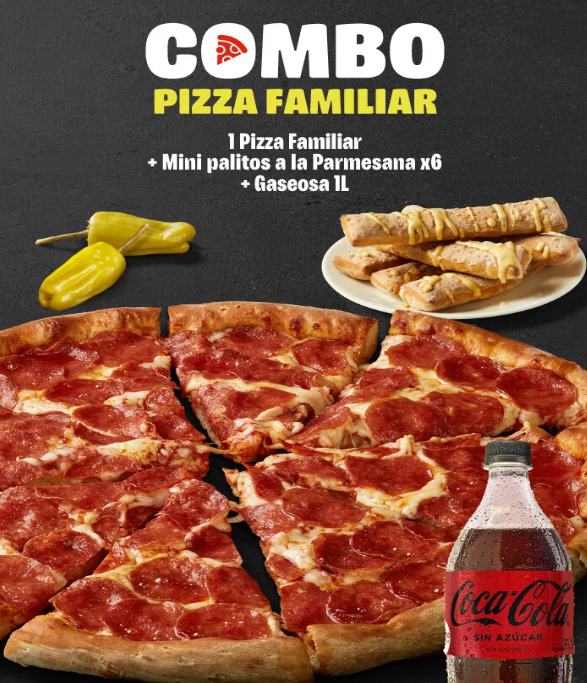 COMBO
PIZZA FAMILIAR
1 Pizza Familiar
+ Mini palitos a la Parmesana x6
+ Gaseosa 1L
Coca-Cola
SIN AZÚCAR